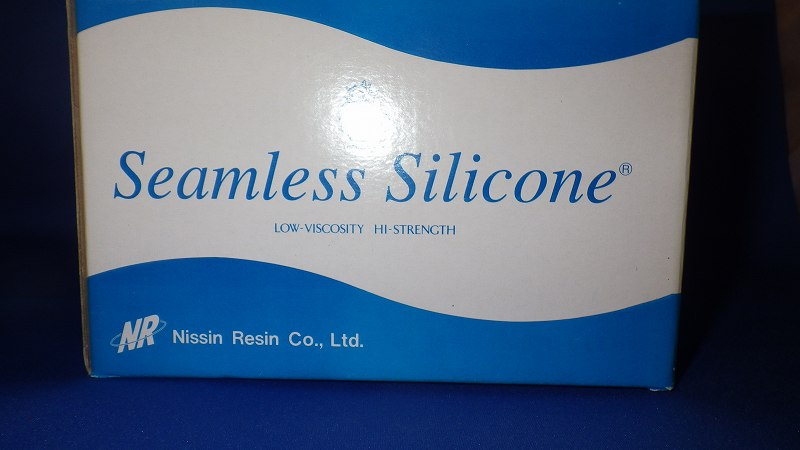 Seamless Silicone®
LOW-VISCOSITY HI-STRENGTH
NR Nissin Resin Co., Ltd.